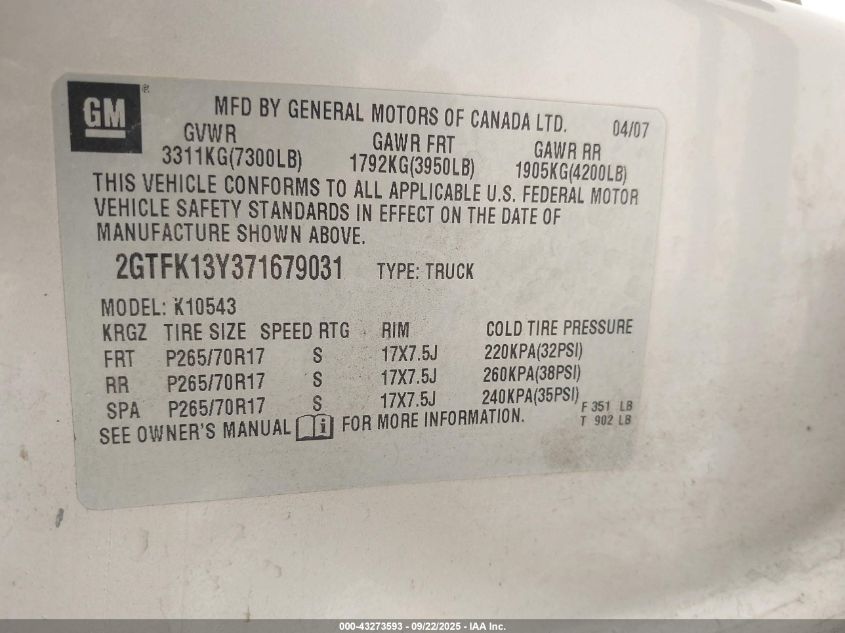 GM ®
MFD BY GENERAL MOTORS OF CANADA LTD. 04/07
GVWR GAWR FRT GAWR RR
3311KG(7300LB) 1792KG(3950LB) 1905KG(4200LB)
THIS VEHICLE CONFORMS TO ALL APPLICABLE U.S. FEDERAL MOTOR
VEHICLE SAFETY STANDARDS IN EFFECT ON THE DATE OF
MANUFACTURE SHOWN ABOVE.
2GTFK13Y371679031 TYPE: TRUCK
MODEL: K10543
KRGZ TIRE SIZE SPEED RTG RIM COLD TIRE PRESSURE
FRT P265/70R17 S 17X7.5J 220KPA(32PSI)
RR P265/70R17 S 17X7.5J 260KPA(38PSI)
SPA P265/70R17 S 17X7.5J 240KPA(35PSI)
F 351 LB
T 902 LB
SEE OWNER'S MANUAL i FOR MORE INFORMATION.
000-43273593 - 09/22/2025 - IAA Inc.